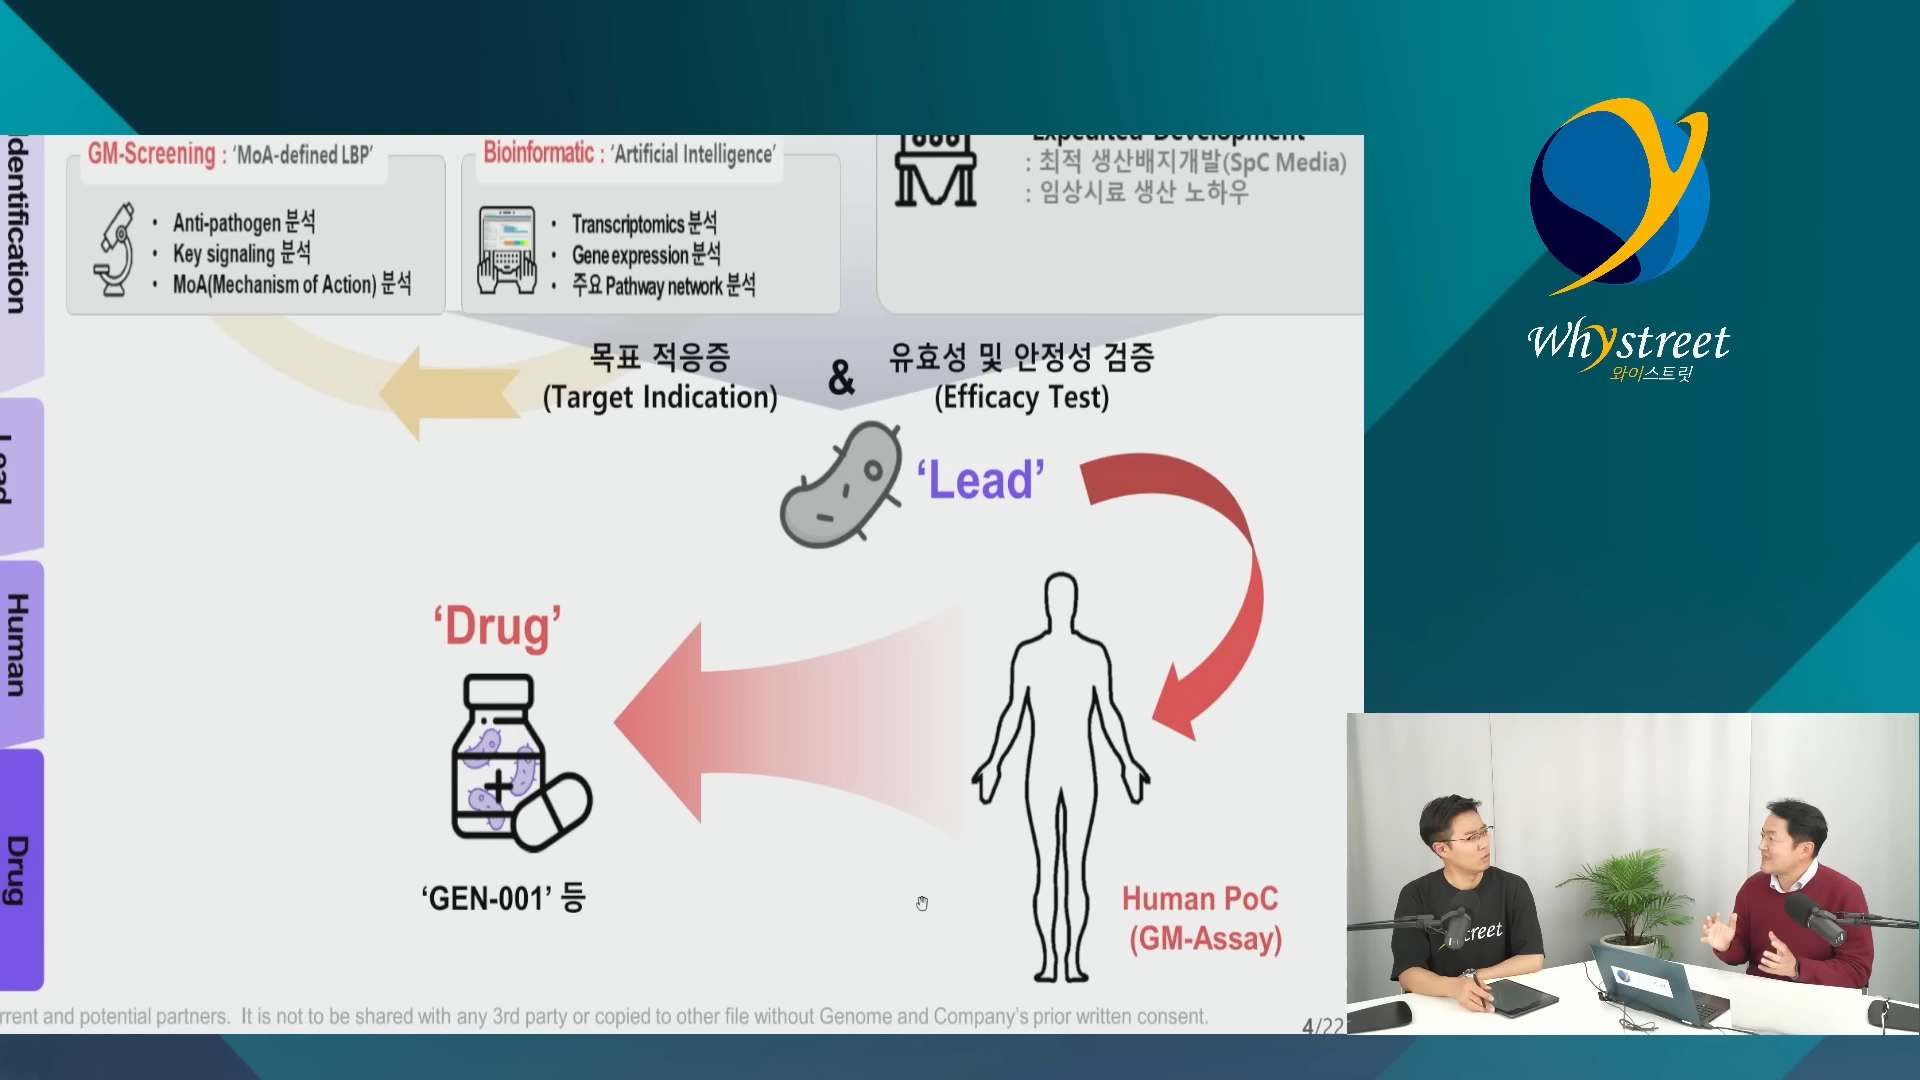 dentification
Lead
Human
Drug
GM-Screening : ‘MoA-defined LBP’
• Anti-pathogen 분석
• Key signaling 분석
• MoA(Mechanism of Action) 분석
Bioinformatic : ‘Artificial Intelligence’
• Transcriptomics 분석
• Gene expression 분석
• 주요 Pathway network 분석
Expedited Development
: 최적 생산배지개발(SpC Media)
: 임상시료 생산 노하우
목표 적응증
(Target Indication)
&
유효성 및 안정성 검증
(Efficacy Test)
‘Lead’
‘Drug’
‘GEN-001’ 등
Human PoC
(GM-Assay)
rrent and potential partners. It is not to be shared with any 3rd party or copied to other file without Genome and Company’s prior written consent.
4/22
Whystreet
와이스트릿
street